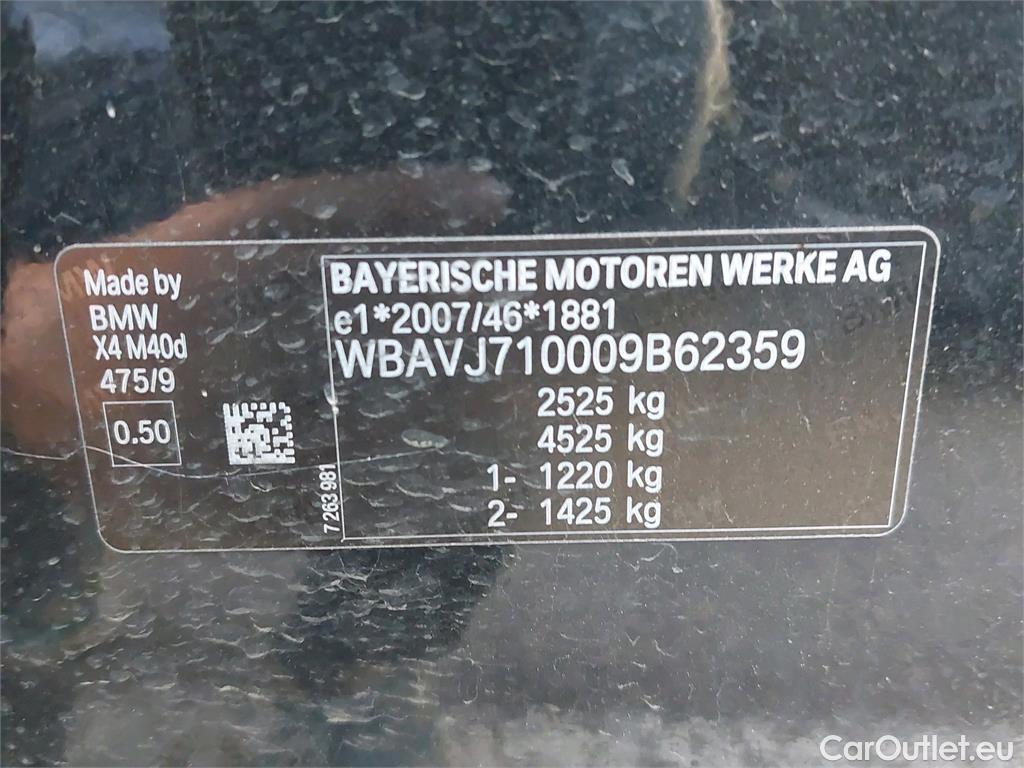 Made by
BMW
X4 M40d
475/9
0.50
7 263 981
BAYERISCHE MOTOREN WERKE AG
e1*2007/46*1881
WBAVJ710009B62359
2525 kg
4525 kg
1- 1220 kg
2- 1425 kg
CarOutlet.eu